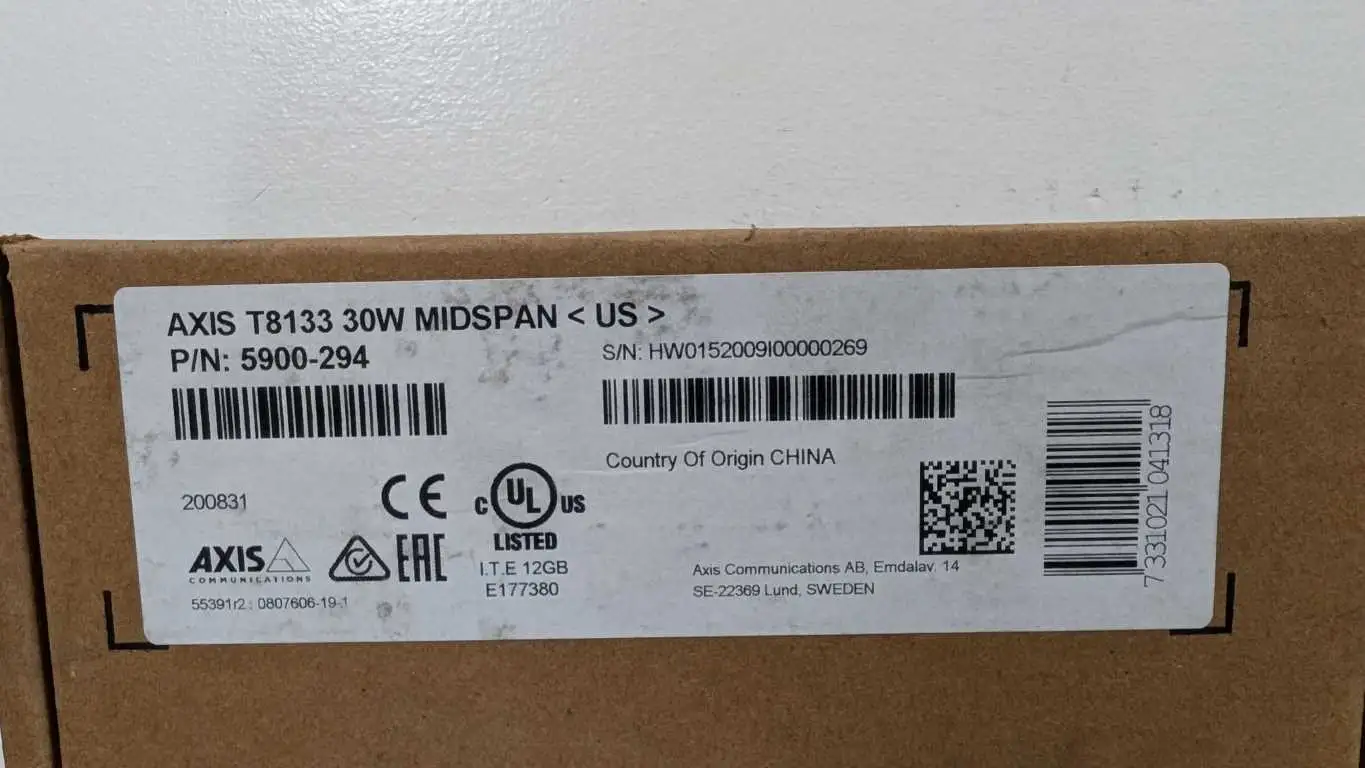 AXIS T8133 30W MIDSPAN < US >
P/N: 5900-294
S/N: HW0152009I00000269
Country Of Origin CHINA
200831
CE
C UL US
LISTED
I.T.E 12GB
E177380
AXIS
COMMUNICATIONS
EAC
55391r2 : 0807606-19-1
Axis Communications AB, Emdalav. 14
SE-22369 Lund, SWEDEN
7 331021 041318